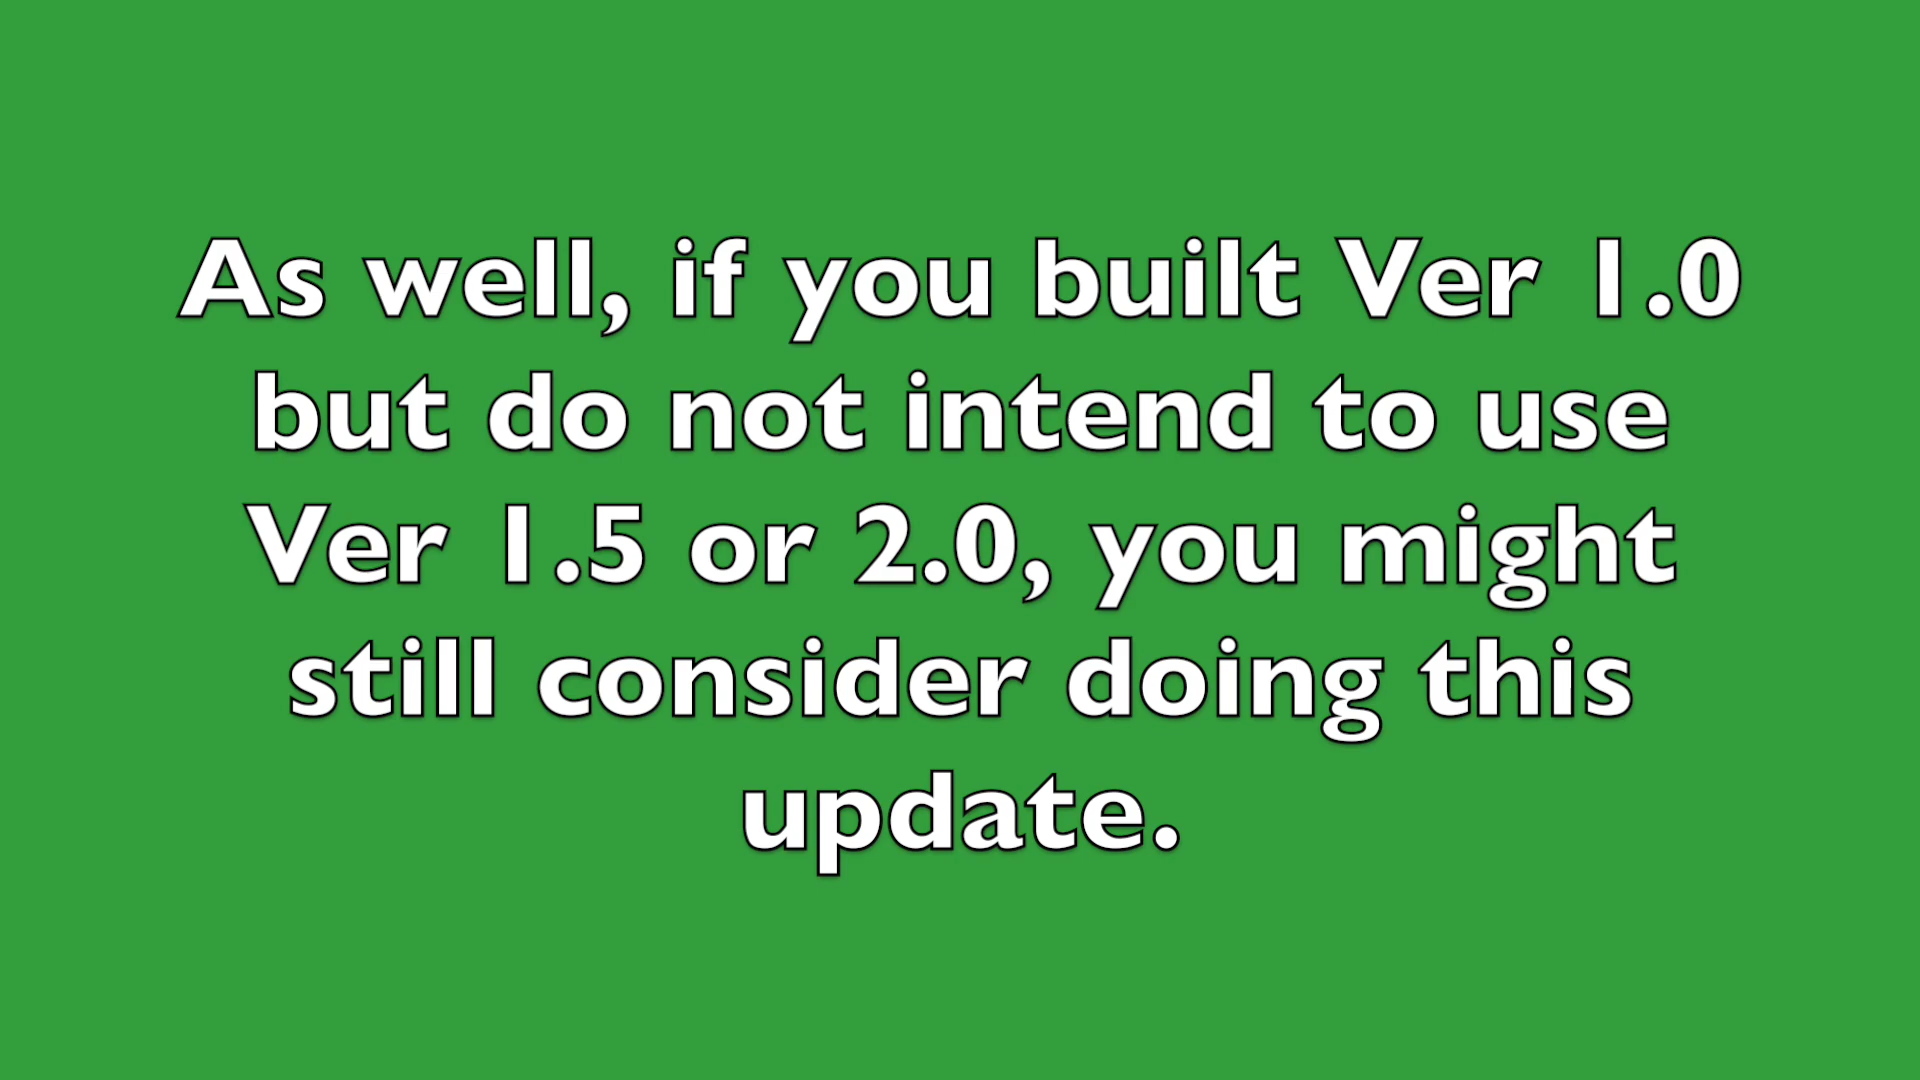 As well, if you built Ver 1.0
but do not intend to use
Ver 1.5 or 2.0, you might
still consider doing this
update.